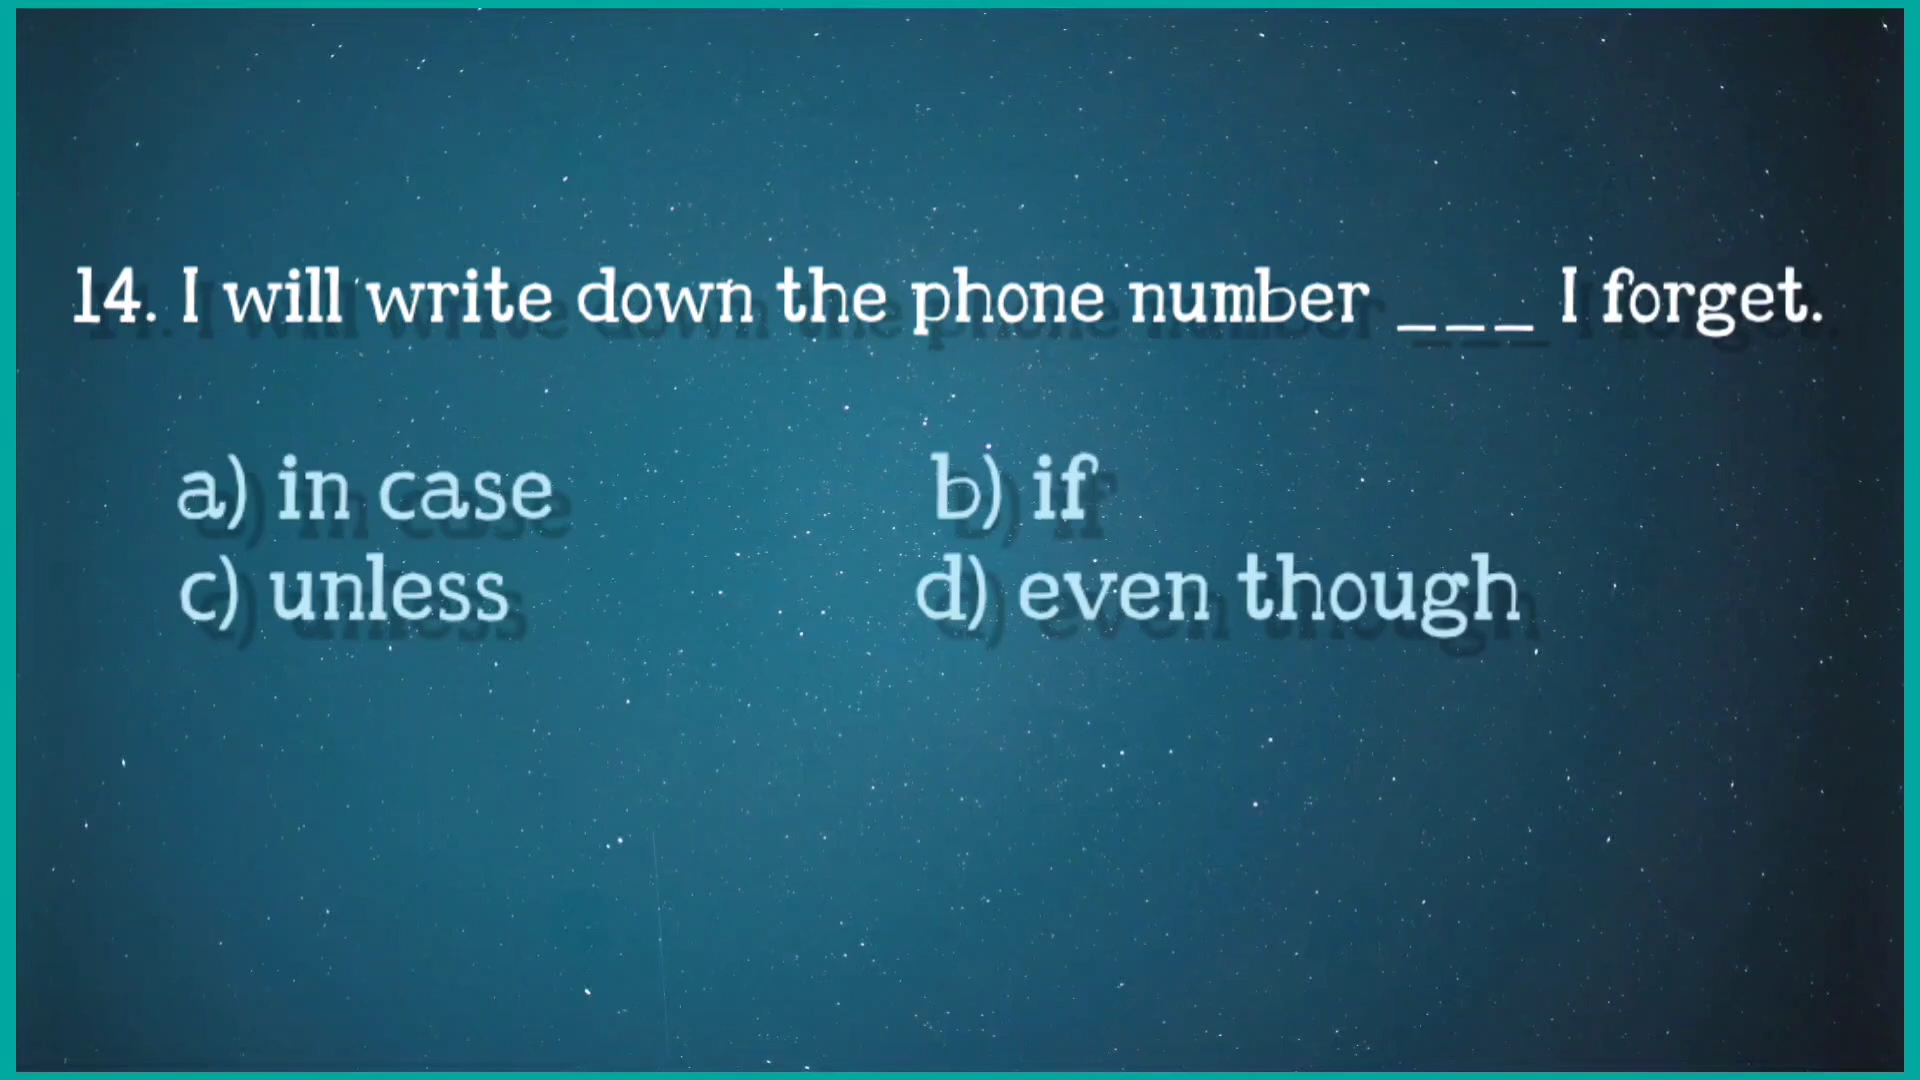 14. I will write down the phone number ___ I forget.
a) in case b) if
c) unless d) even though